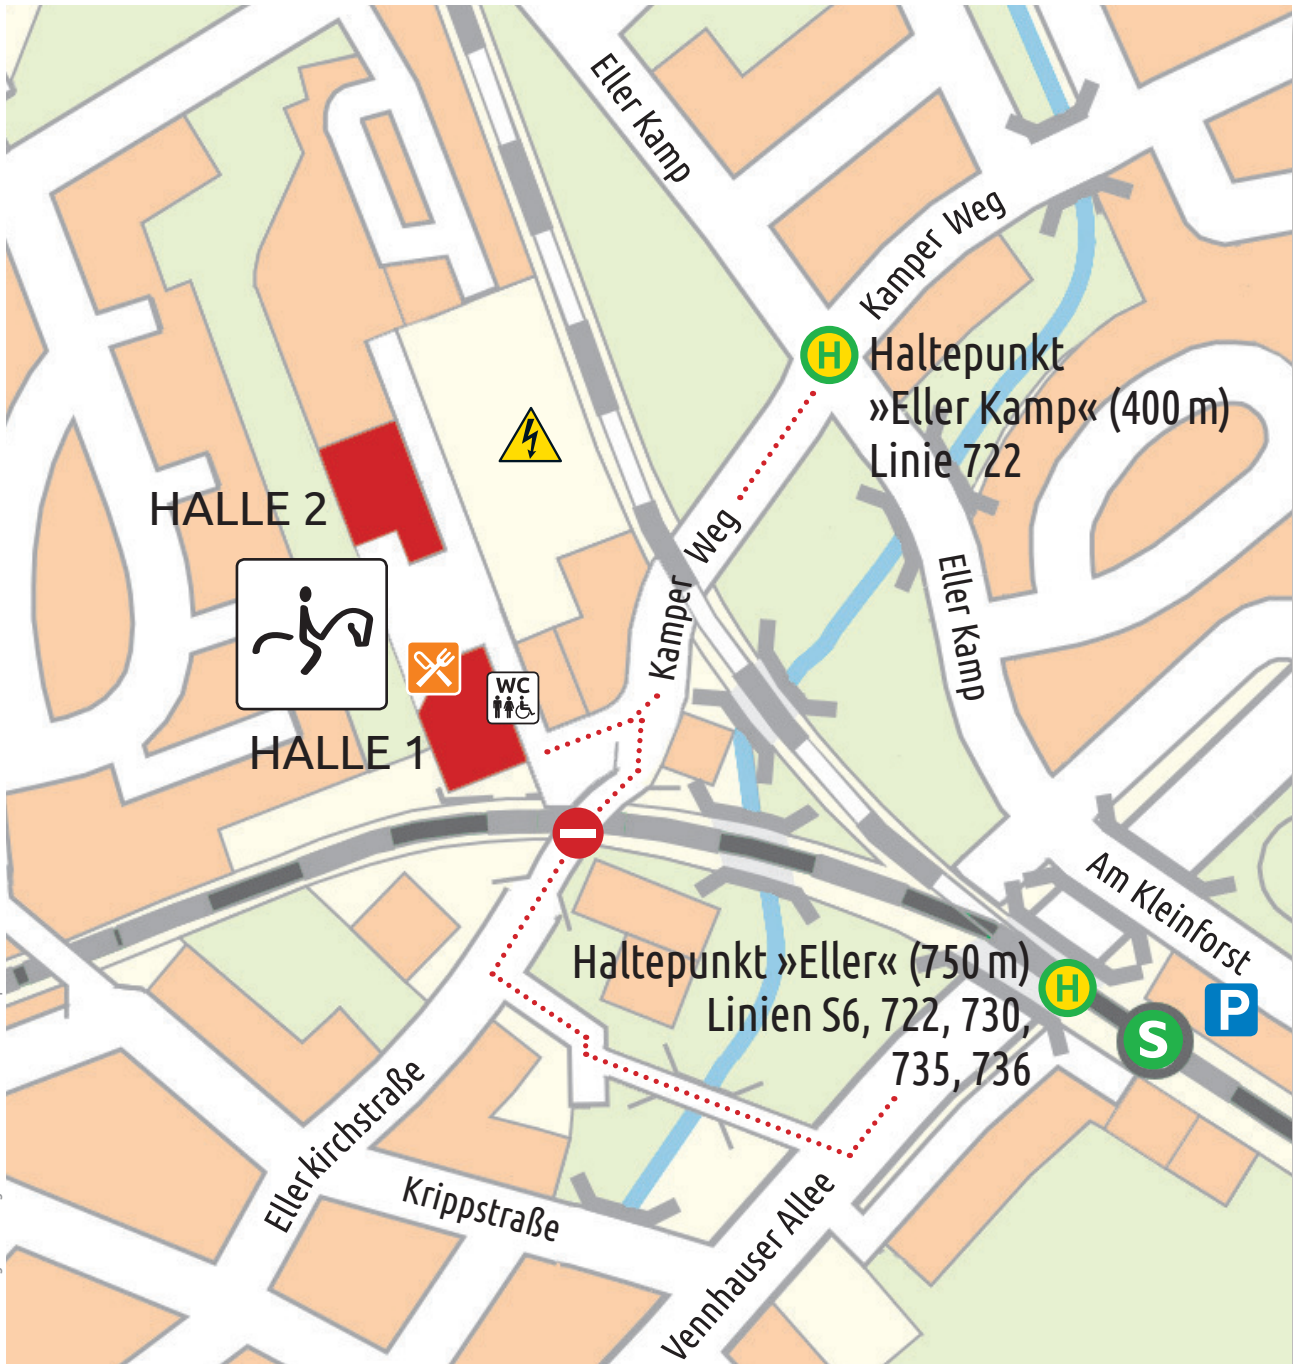 Eller Kamp
Kamper Weg
H
Haltepunkt
»Eller Kamp« (400 m)
Linie 722
HALLE 2
Kamper Weg
Eller Kamp
WC
HALLE 1
Am Kleinforst
Haltepunkt »Eller« (750 m)
Linien S6, 722, 730,
735, 736
H
S
P
Ellerkirchstraße
Krippstraße
Vennhauser Allee